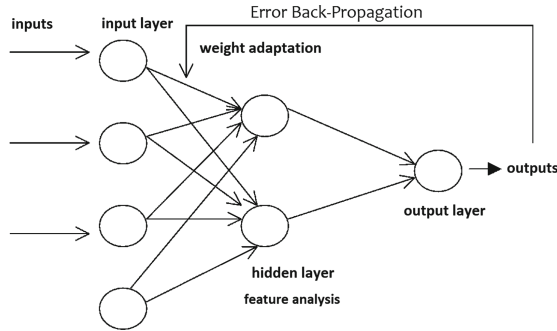 Error Back-Propagation
inputs
input layer
weight adaptation
outputs
output layer
hidden layer
feature analysis